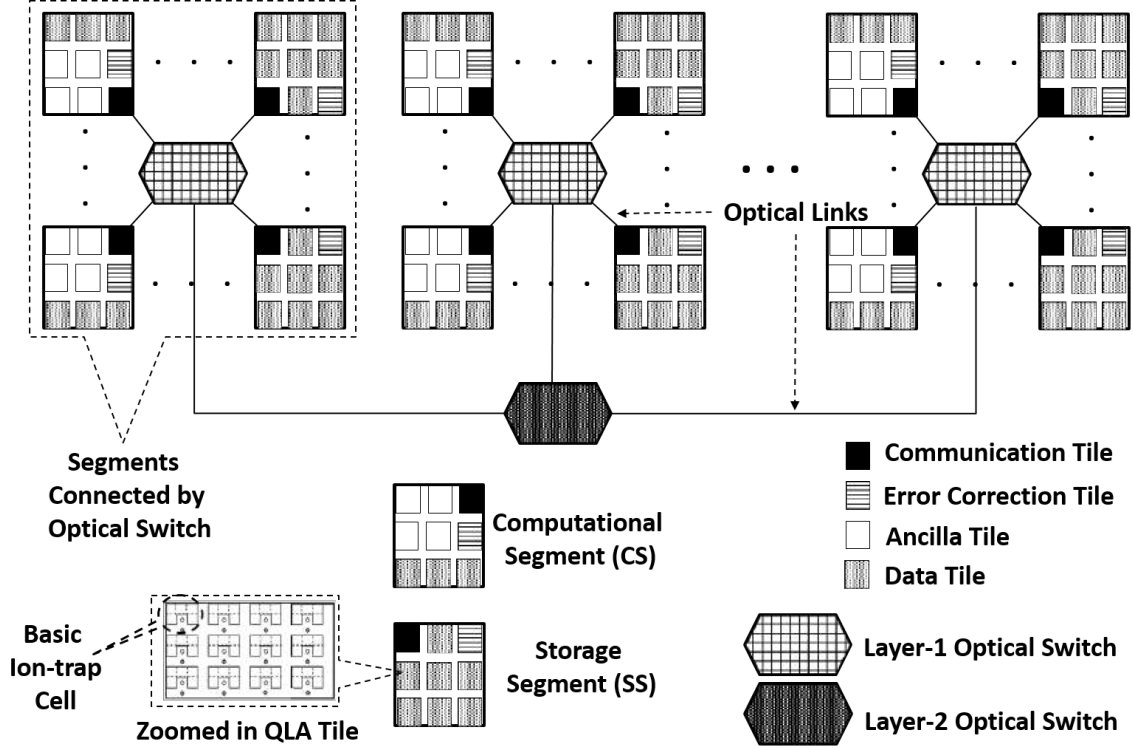 Optical Links
Segments
Connected by
Optical Switch
Computational
Segment (CS)
Communication Tile
Error Correction Tile
Ancilla Tile
Data Tile
Basic
Ion-trap
Cell
Zoomed in QLA Tile
Storage
Segment (SS)
Layer-1 Optical Switch
Layer-2 Optical Switch